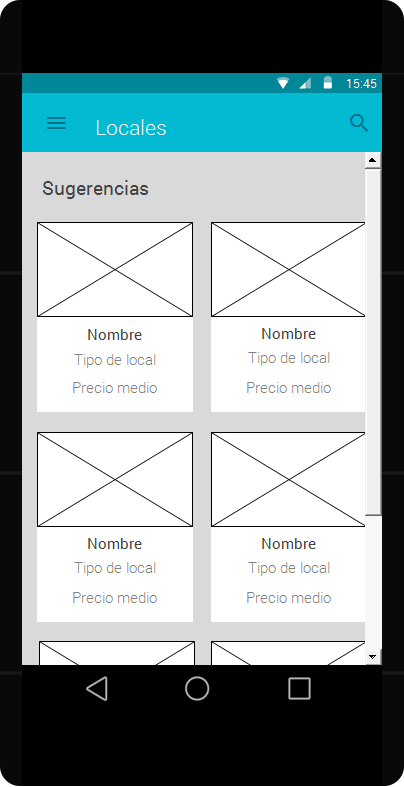 15:45
Locales
Sugerencias
Nombre
Nombre
Tipo de local
Tipo de local
Precio medio
Precio medio
Nombre
Nombre
Tipo de local
Tipo de local
Precio medio
Precio medio